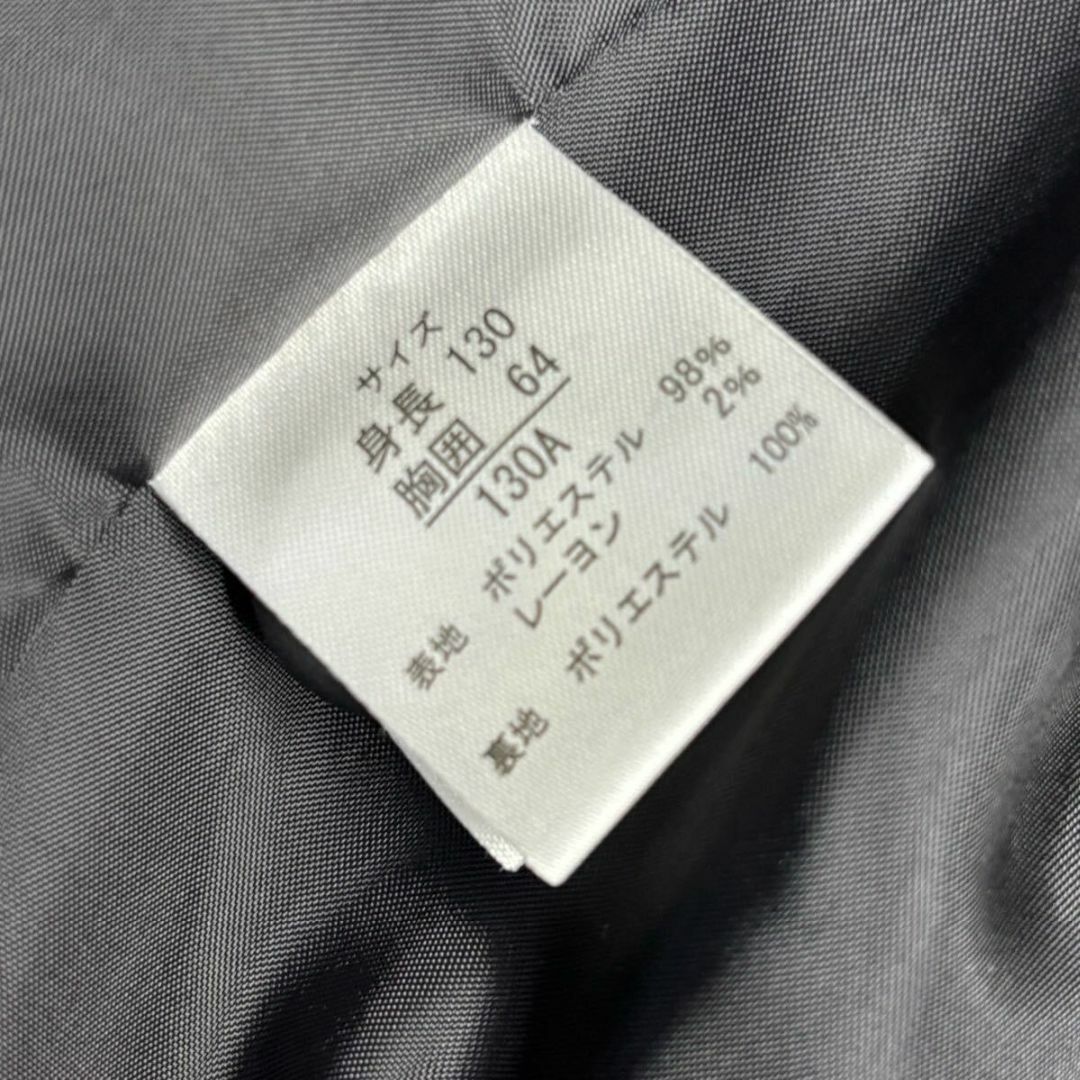 サイズ
身長 130
胸囲 64
130A
表地 ポリエステル 98%
レーヨン 2%
裏地 ポリエステル 100%